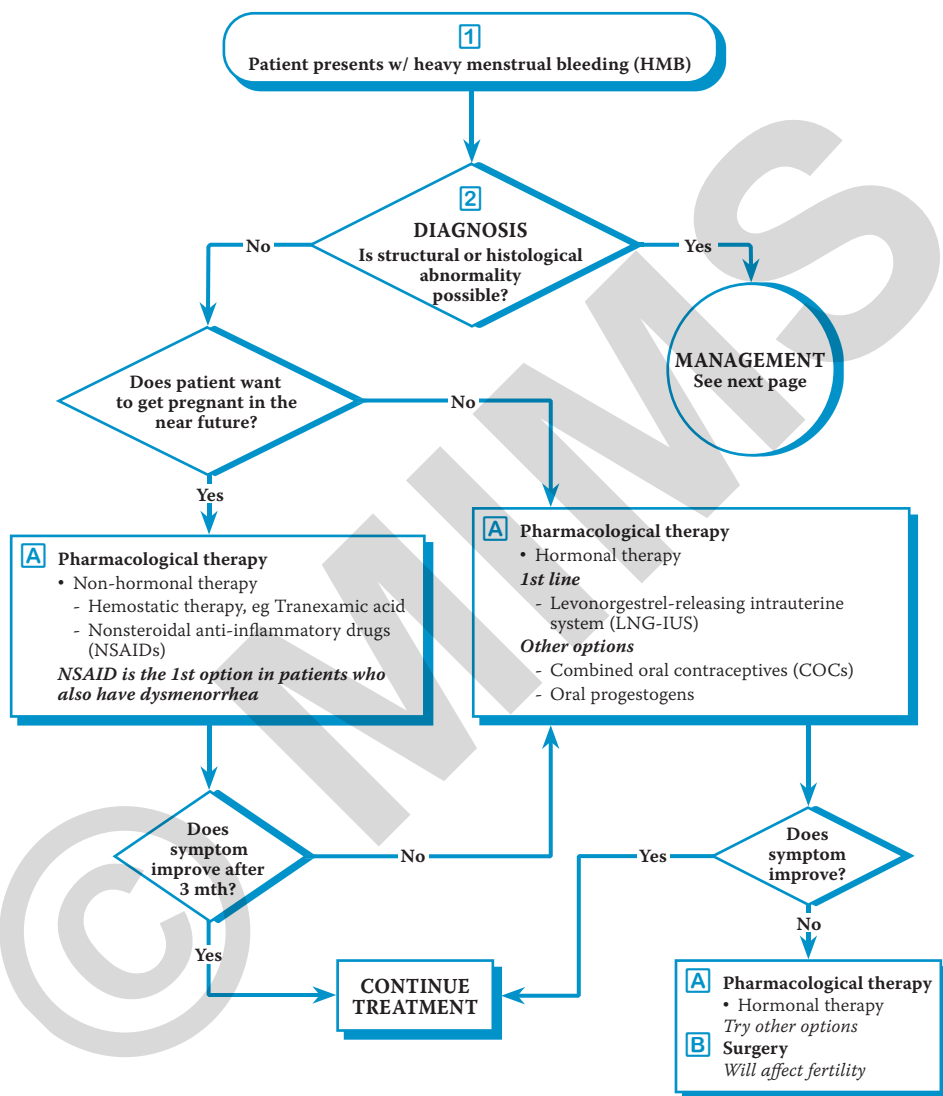 1
Patient presents w/ heavy menstrual bleeding (HMB)
2
DIAGNOSIS
Is structural or histological
abnormality
possible?
No
Yes
MANAGEMENT
See next page
Does patient want
to get pregnant in the
near future?
No
Yes
A Pharmacological therapy
• Non-hormonal therapy
- Hemostatic therapy, eg Tranexamic acid
- Nonsteroidal anti-inflammatory drugs
(NSAIDs)
NSAID is the 1st option in patients who
also have dysmenorrhea
A Pharmacological therapy
• Hormonal therapy
1st line
- Levonorgestrel-releasing intrauterine
system (LNG-IUS)
Other options
- Combined oral contraceptives (COCs)
- Oral progestogens
Does
symptom
improve after
3 mth?
No
Yes
Does
symptom
improve?
Yes
No
CONTINUE
TREATMENT
A Pharmacological therapy
• Hormonal therapy
Try other options
B Surgery
Will affect fertility
© MIMS